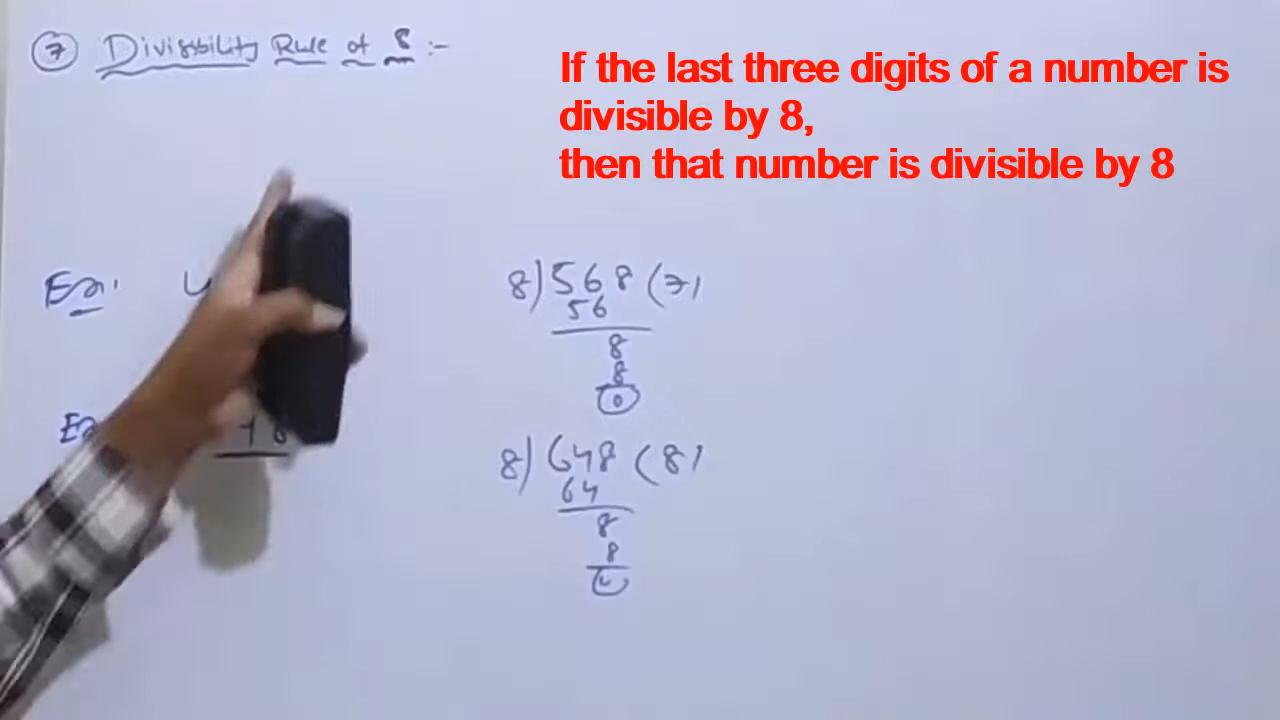 7 Divisibility Rule of 8 :-
If the last three digits of a number is
divisible by 8,
then that number is divisible by 8
Ex:
8) 568 (71
56
8
8
0
Ex
8) 648 (81
64
8
8
0